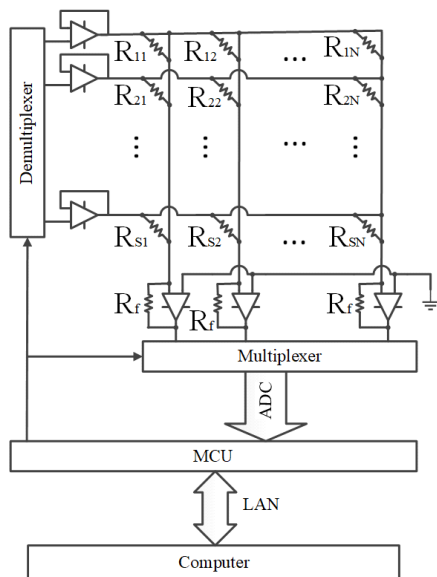 R11 R12 ... R1N
R21 R22 R2N
Demultiplexer
⋮ ⋮ ... ⋮
RS1 RS2 ... RSN
Rf Rf Rf
Multiplexer
ADC
MCU
LAN
Computer